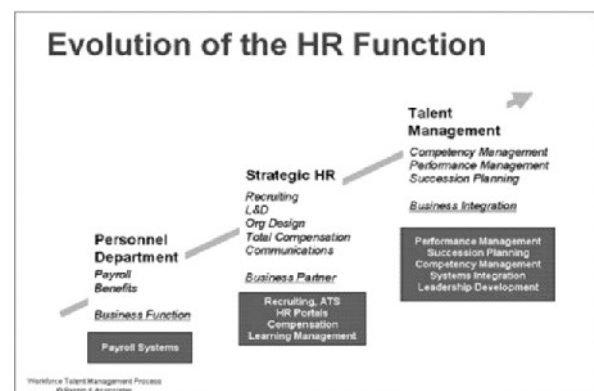 Evolution of the HR Function
Talent
Management
Competency Management
Performance Management
Succession Planning
Business Integration
Performance Management
Succession Planning
Competency Management
Systems Integration
Leadership Development
Strategic HR
Recruiting
L&D
Org Design
Total Compensation
Communications
Business Partner
Recruiting, ATS
HR Portals
Compensation
Learning Management
Personnel
Department
Payroll
Benefits
Business Function
Payroll Systems
Workforce Talent Management Process
& Associates